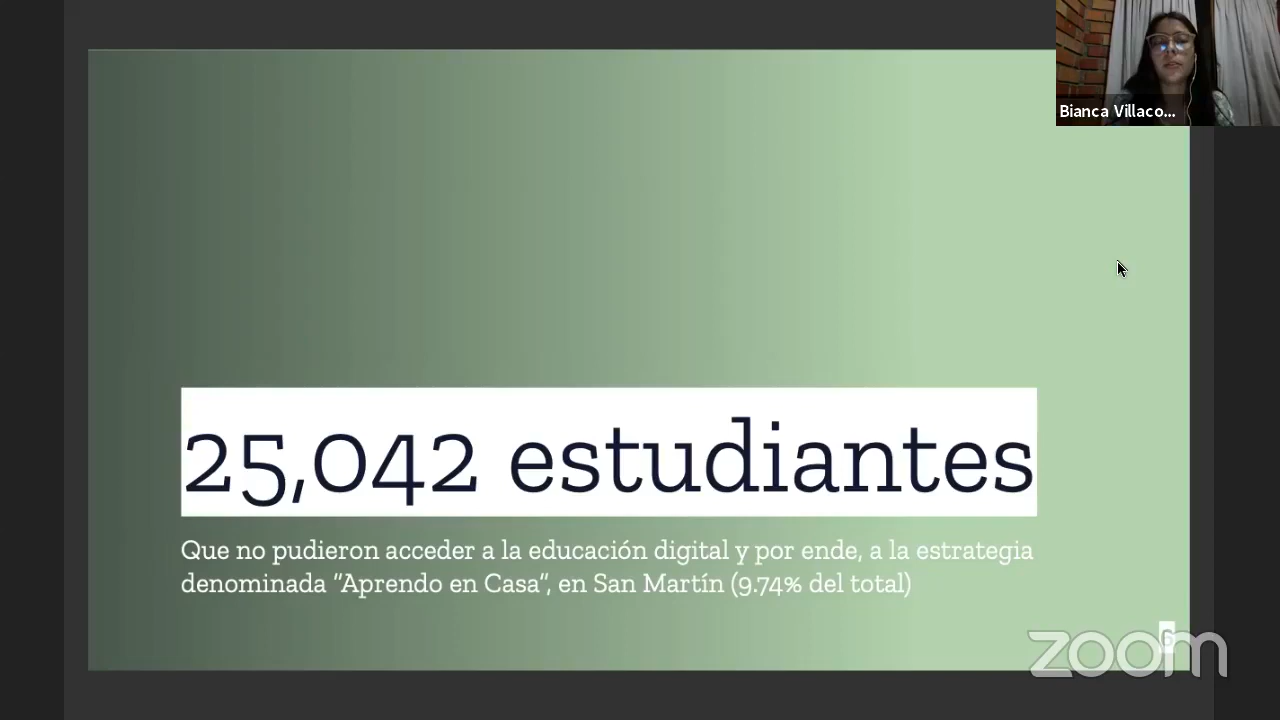 Bianca Villaco...
25,042 estudiantes
Que no pudieron acceder a la educación digital y por ende, a la estrategia
denominada "Aprendo en Casa", en San Martín (9.74% del total)
6
zoom